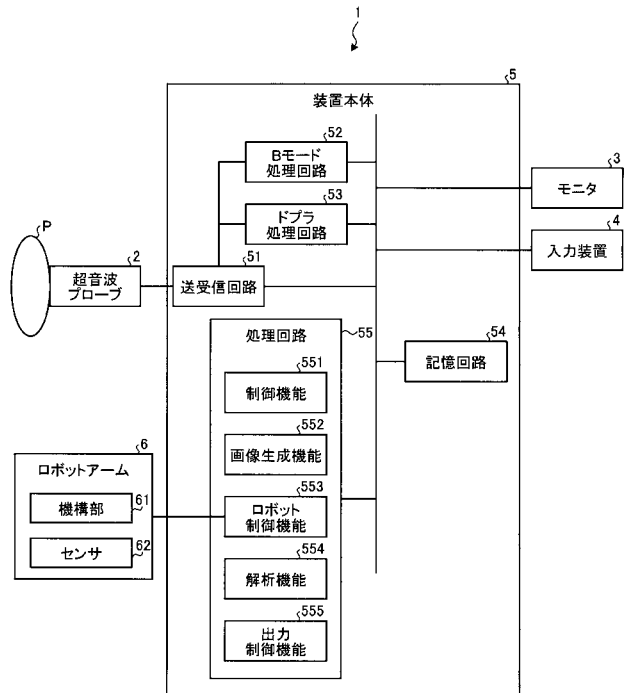 1
5
装置本体
52
Bモード
処理回路
53
ドプラ
処理回路
3
モニタ
4
入力装置
P
2
超音波
プローブ
51
送受信回路
54
記憶回路
55
処理回路
551
制御機能
552
画像生成機能
553
ロボット
制御機能
554
解析機能
555
出力
制御機能
6
ロボットアーム
機構部
61
センサ
62